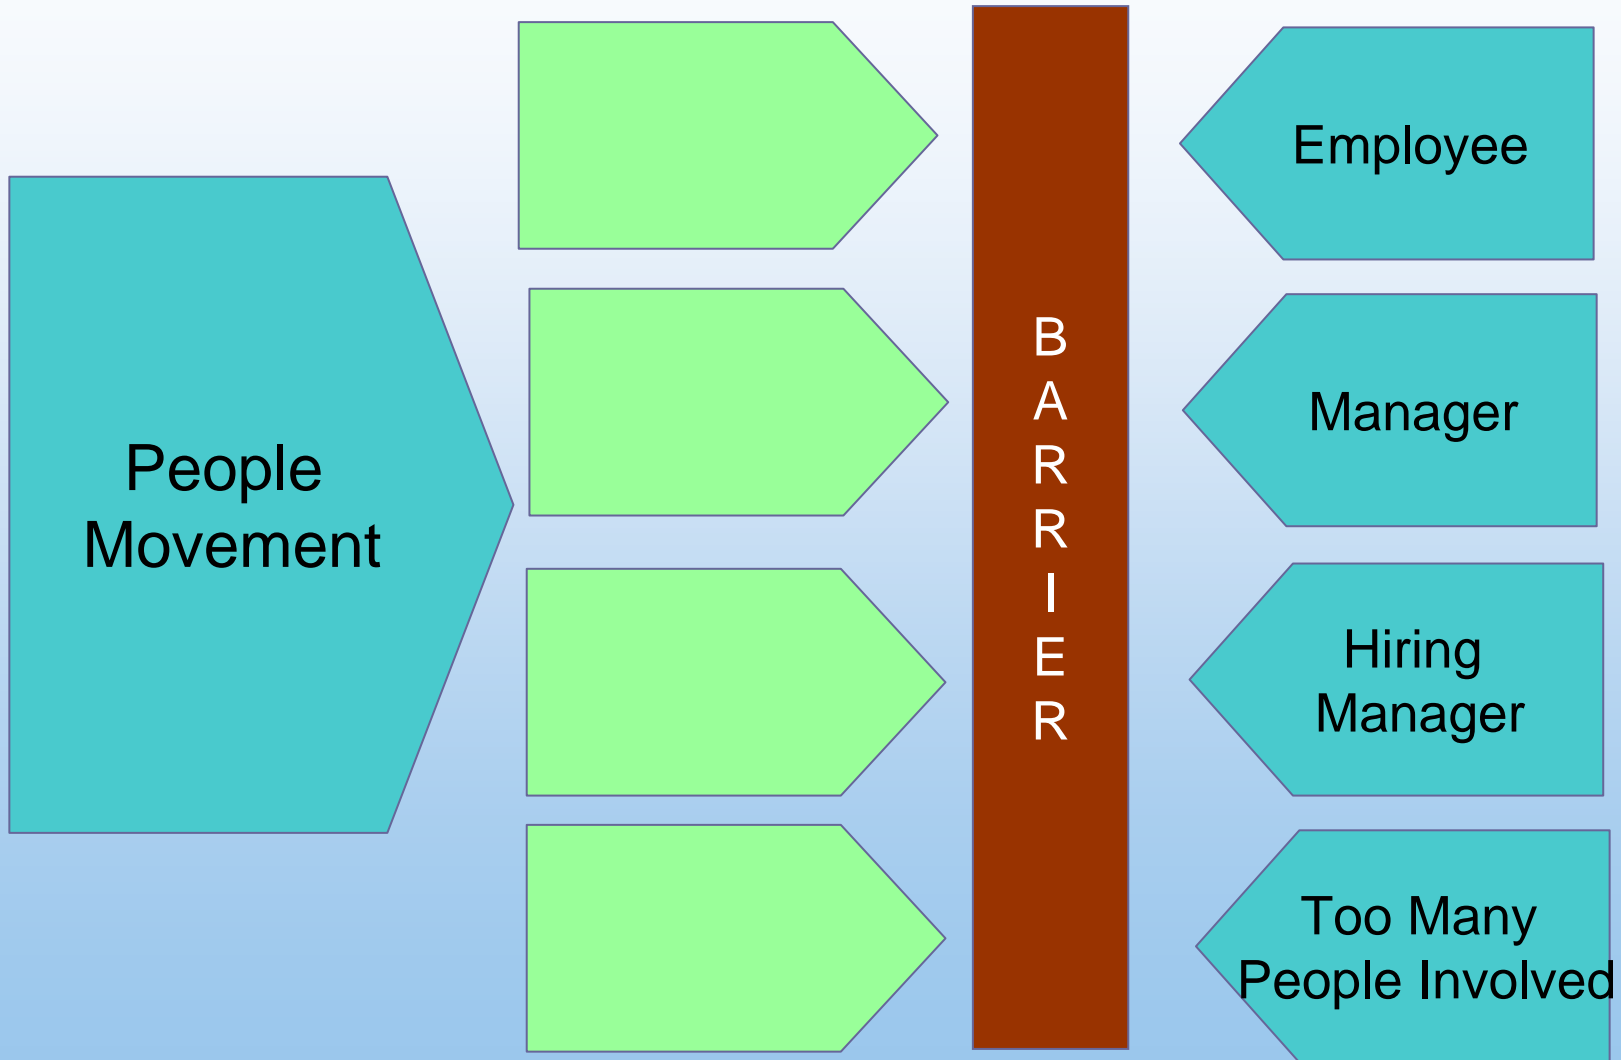 People
Movement
B
A
R
R
I
E
R
Employee
Manager
Hiring
Manager
Too Many
People Involved